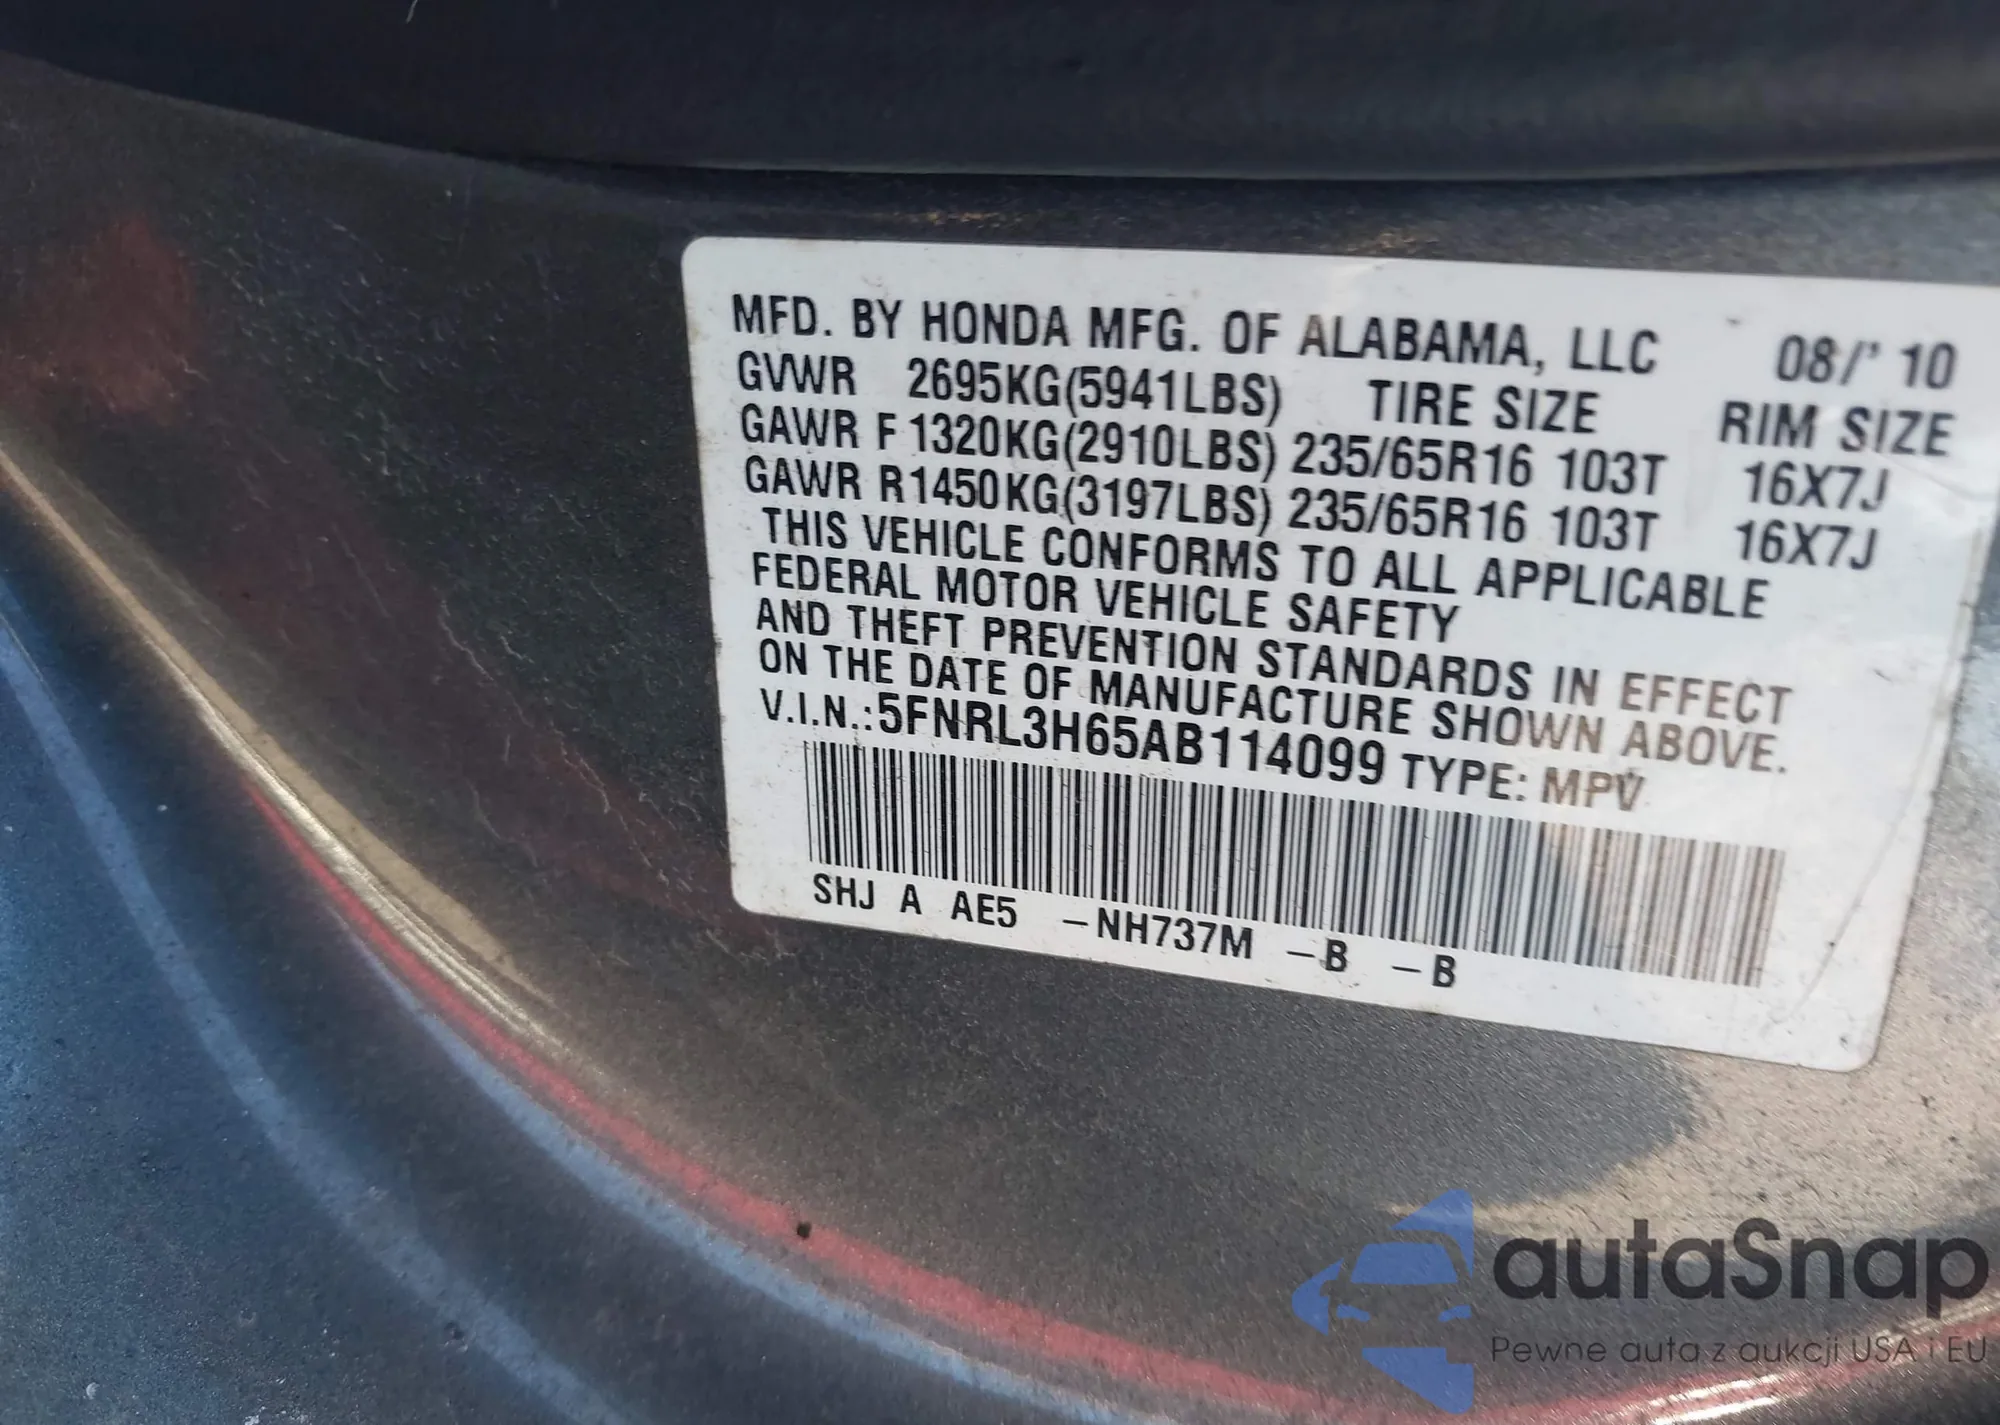 MFD. BY HONDA MFG. OF ALABAMA, LLC 08/'10
GVWR 2695KG(5941LBS) TIRE SIZE RIM SIZE
GAWR F 1320KG(2910LBS) 235/65R16 103T 16X7J
GAWR R 1450KG(3197LBS) 235/65R16 103T 16X7J
THIS VEHICLE CONFORMS TO ALL APPLICABLE
FEDERAL MOTOR VEHICLE SAFETY
AND THEFT PREVENTION STANDARDS IN EFFECT
ON THE DATE OF MANUFACTURE SHOWN ABOVE.
V.I.N.:5FNRL3H65AB114099 TYPE: MPV
SHJ A AE5 -NH737M -B -B
autaSnap
Pewne auta z aukcji USA i EU